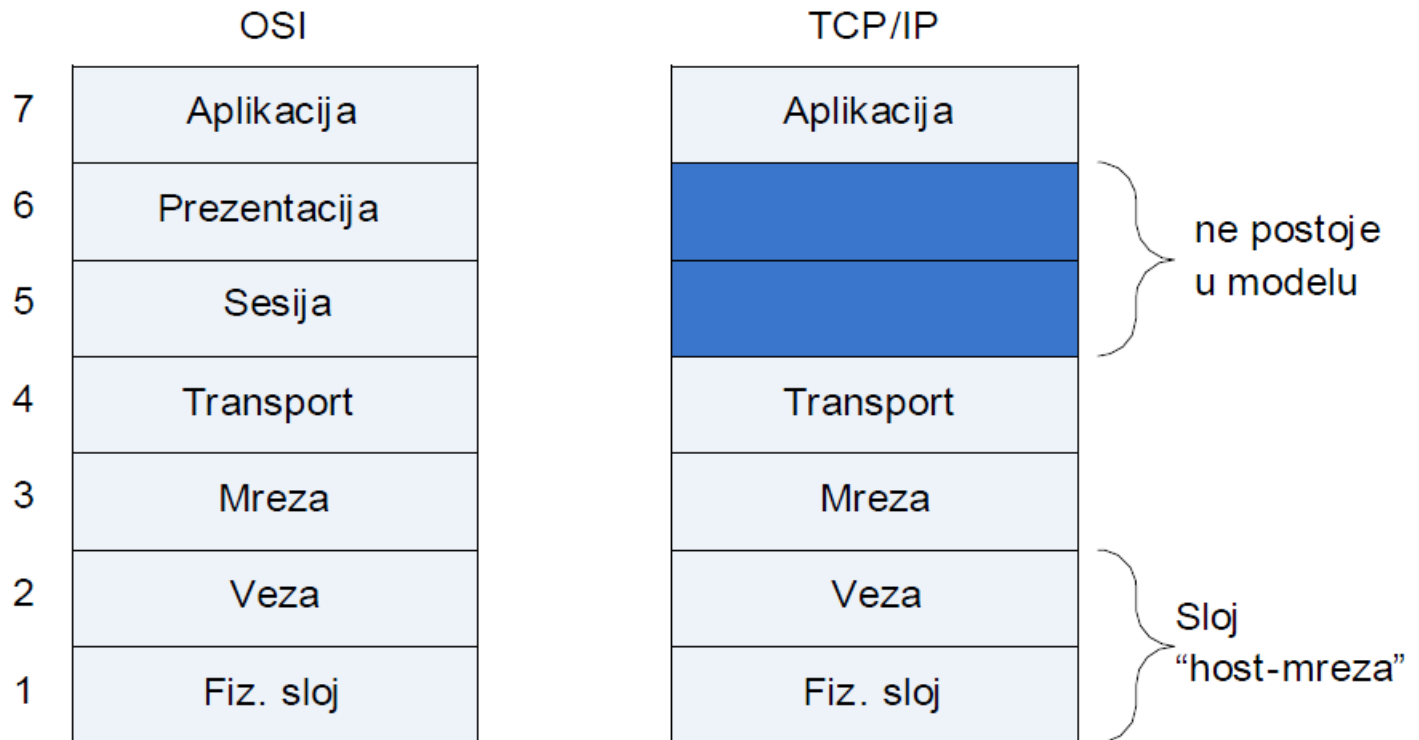 OSI
TCP/IP
7
Aplikacija
Aplikacija
6
Prezentacija
ne postoje
u modelu
5
Sesija
4
Transport
Transport
3
Mreza
Mreza
2
Veza
Veza
Sloj
“host-mreza”
1
Fiz. sloj
Fiz. sloj